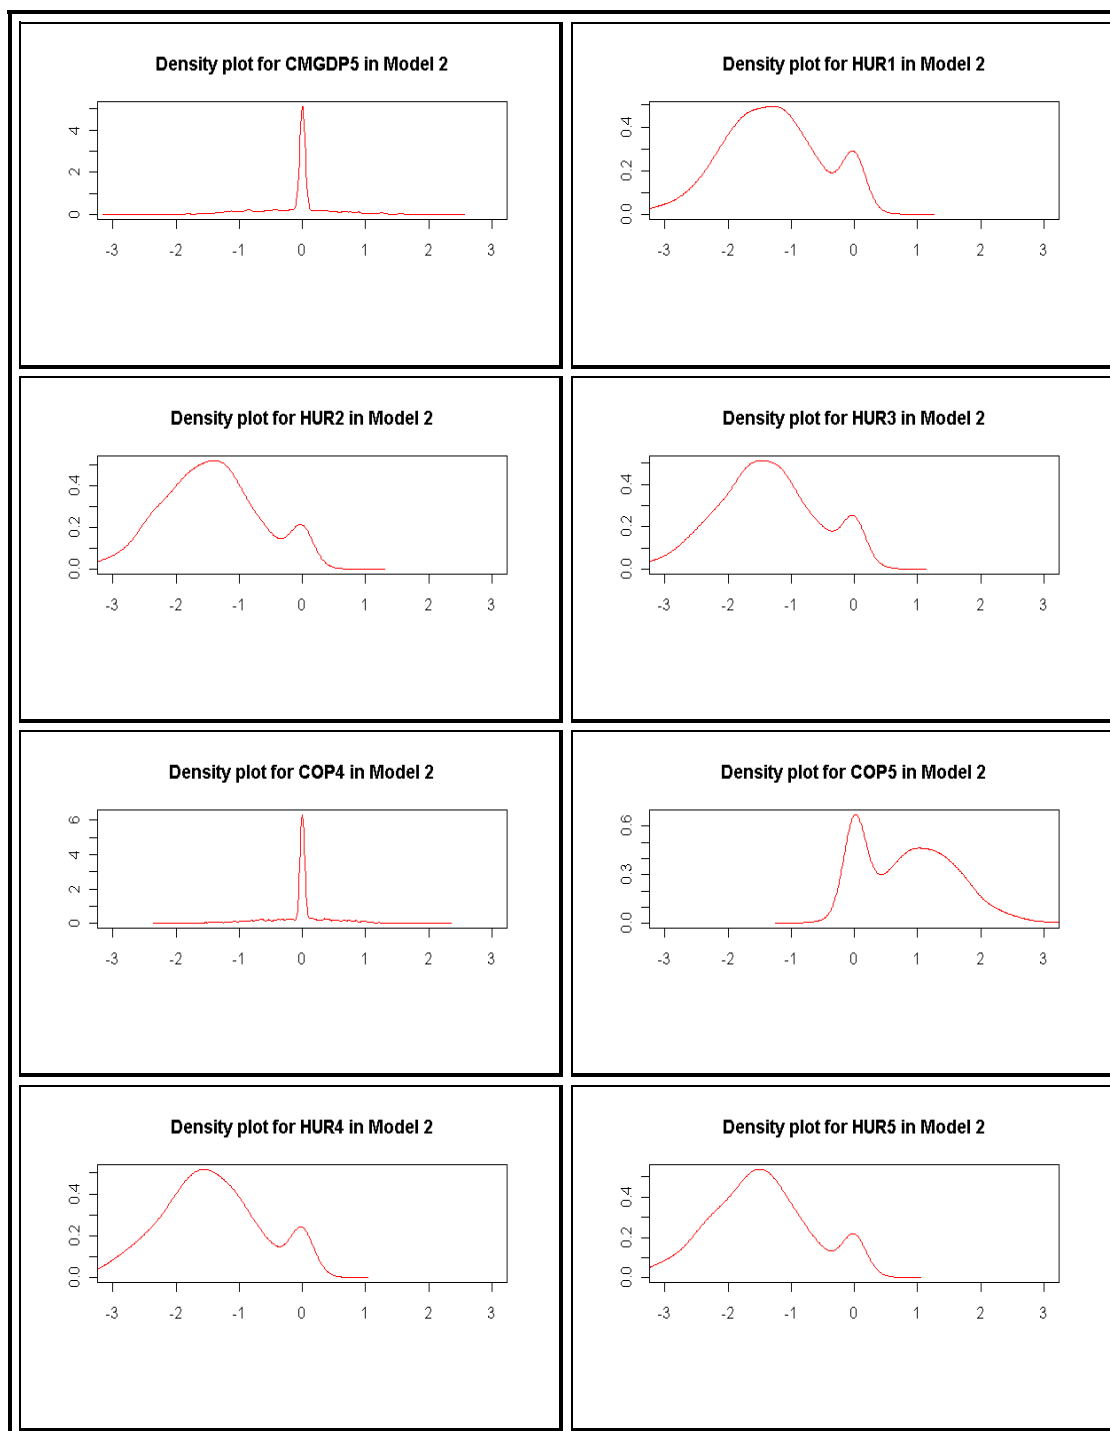 Density plot for CMGDP5 in Model 2
4
2
0
-3 -2 -1 0 1 2 3
Density plot for HUR1 in Model 2
0.4
0.2
0.0
-3 -2 -1 0 1 2 3
Density plot for HUR2 in Model 2
0.4
0.2
0.0
-3 -2 -1 0 1 2 3
Density plot for HUR3 in Model 2
0.4
0.2
0.0
-3 -2 -1 0 1 2 3
Density plot for COP4 in Model 2
6
4
2
0
-3 -2 -1 0 1 2 3
Density plot for COP5 in Model 2
0.6
0.3
0.0
-3 -2 -1 0 1 2 3
Density plot for HUR4 in Model 2
0.4
0.2
0.0
-3 -2 -1 0 1 2 3
Density plot for HUR5 in Model 2
0.4
0.2
0.0
-3 -2 -1 0 1 2 3